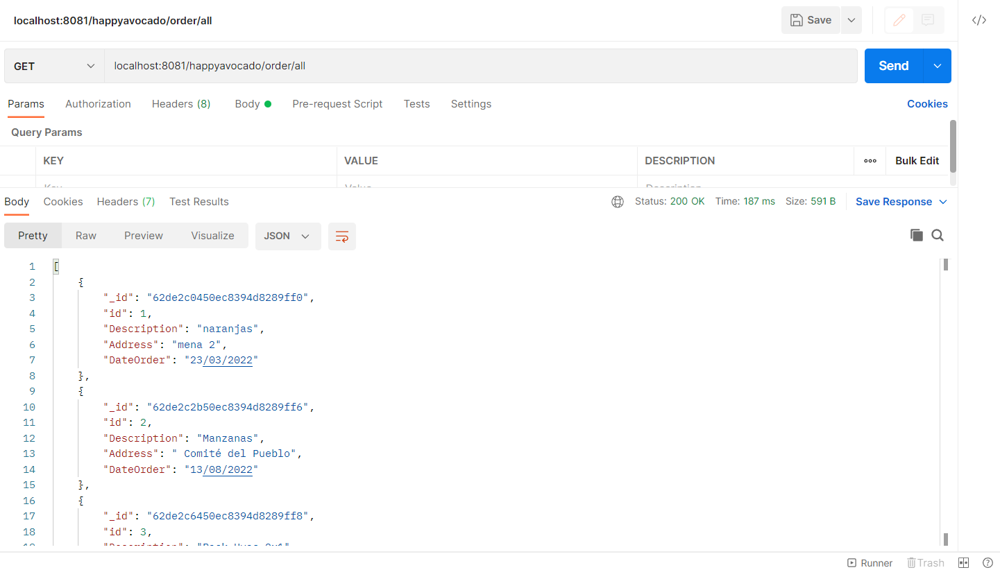 localhost:8081/happyavocado/order/all
Save
GET
localhost:8081/happyavocado/order/all
Send
Params Authorization Headers (8) Body Pre-request Script Tests Settings Cookies
Query Params
KEY VALUE DESCRIPTION Bulk Edit
Key Value Description
Body Cookies Headers (7) Test Results Status: 200 OK Time: 187 ms Size: 591 B Save Response
Pretty Raw Preview Visualize JSON
1 [
2 {
3 "_id": "62de2c0450ec8394d8289ff0",
4 "id": 1,
5 "Description": "naranjas",
6 "Address": "mena 2",
7 "DateOrder": "23/03/2022"
8 },
9 {
10 "_id": "62de2c2b50ec8394d8289ff6",
11 "id": 2,
12 "Description": "Manzanas",
13 "Address": " Comité del Pueblo",
14 "DateOrder": "13/08/2022"
15 },
16 {
17 "_id": "62de2c6450ec8394d8289ff8",
18 "id": 3,
19 "Description":
Runner Trash